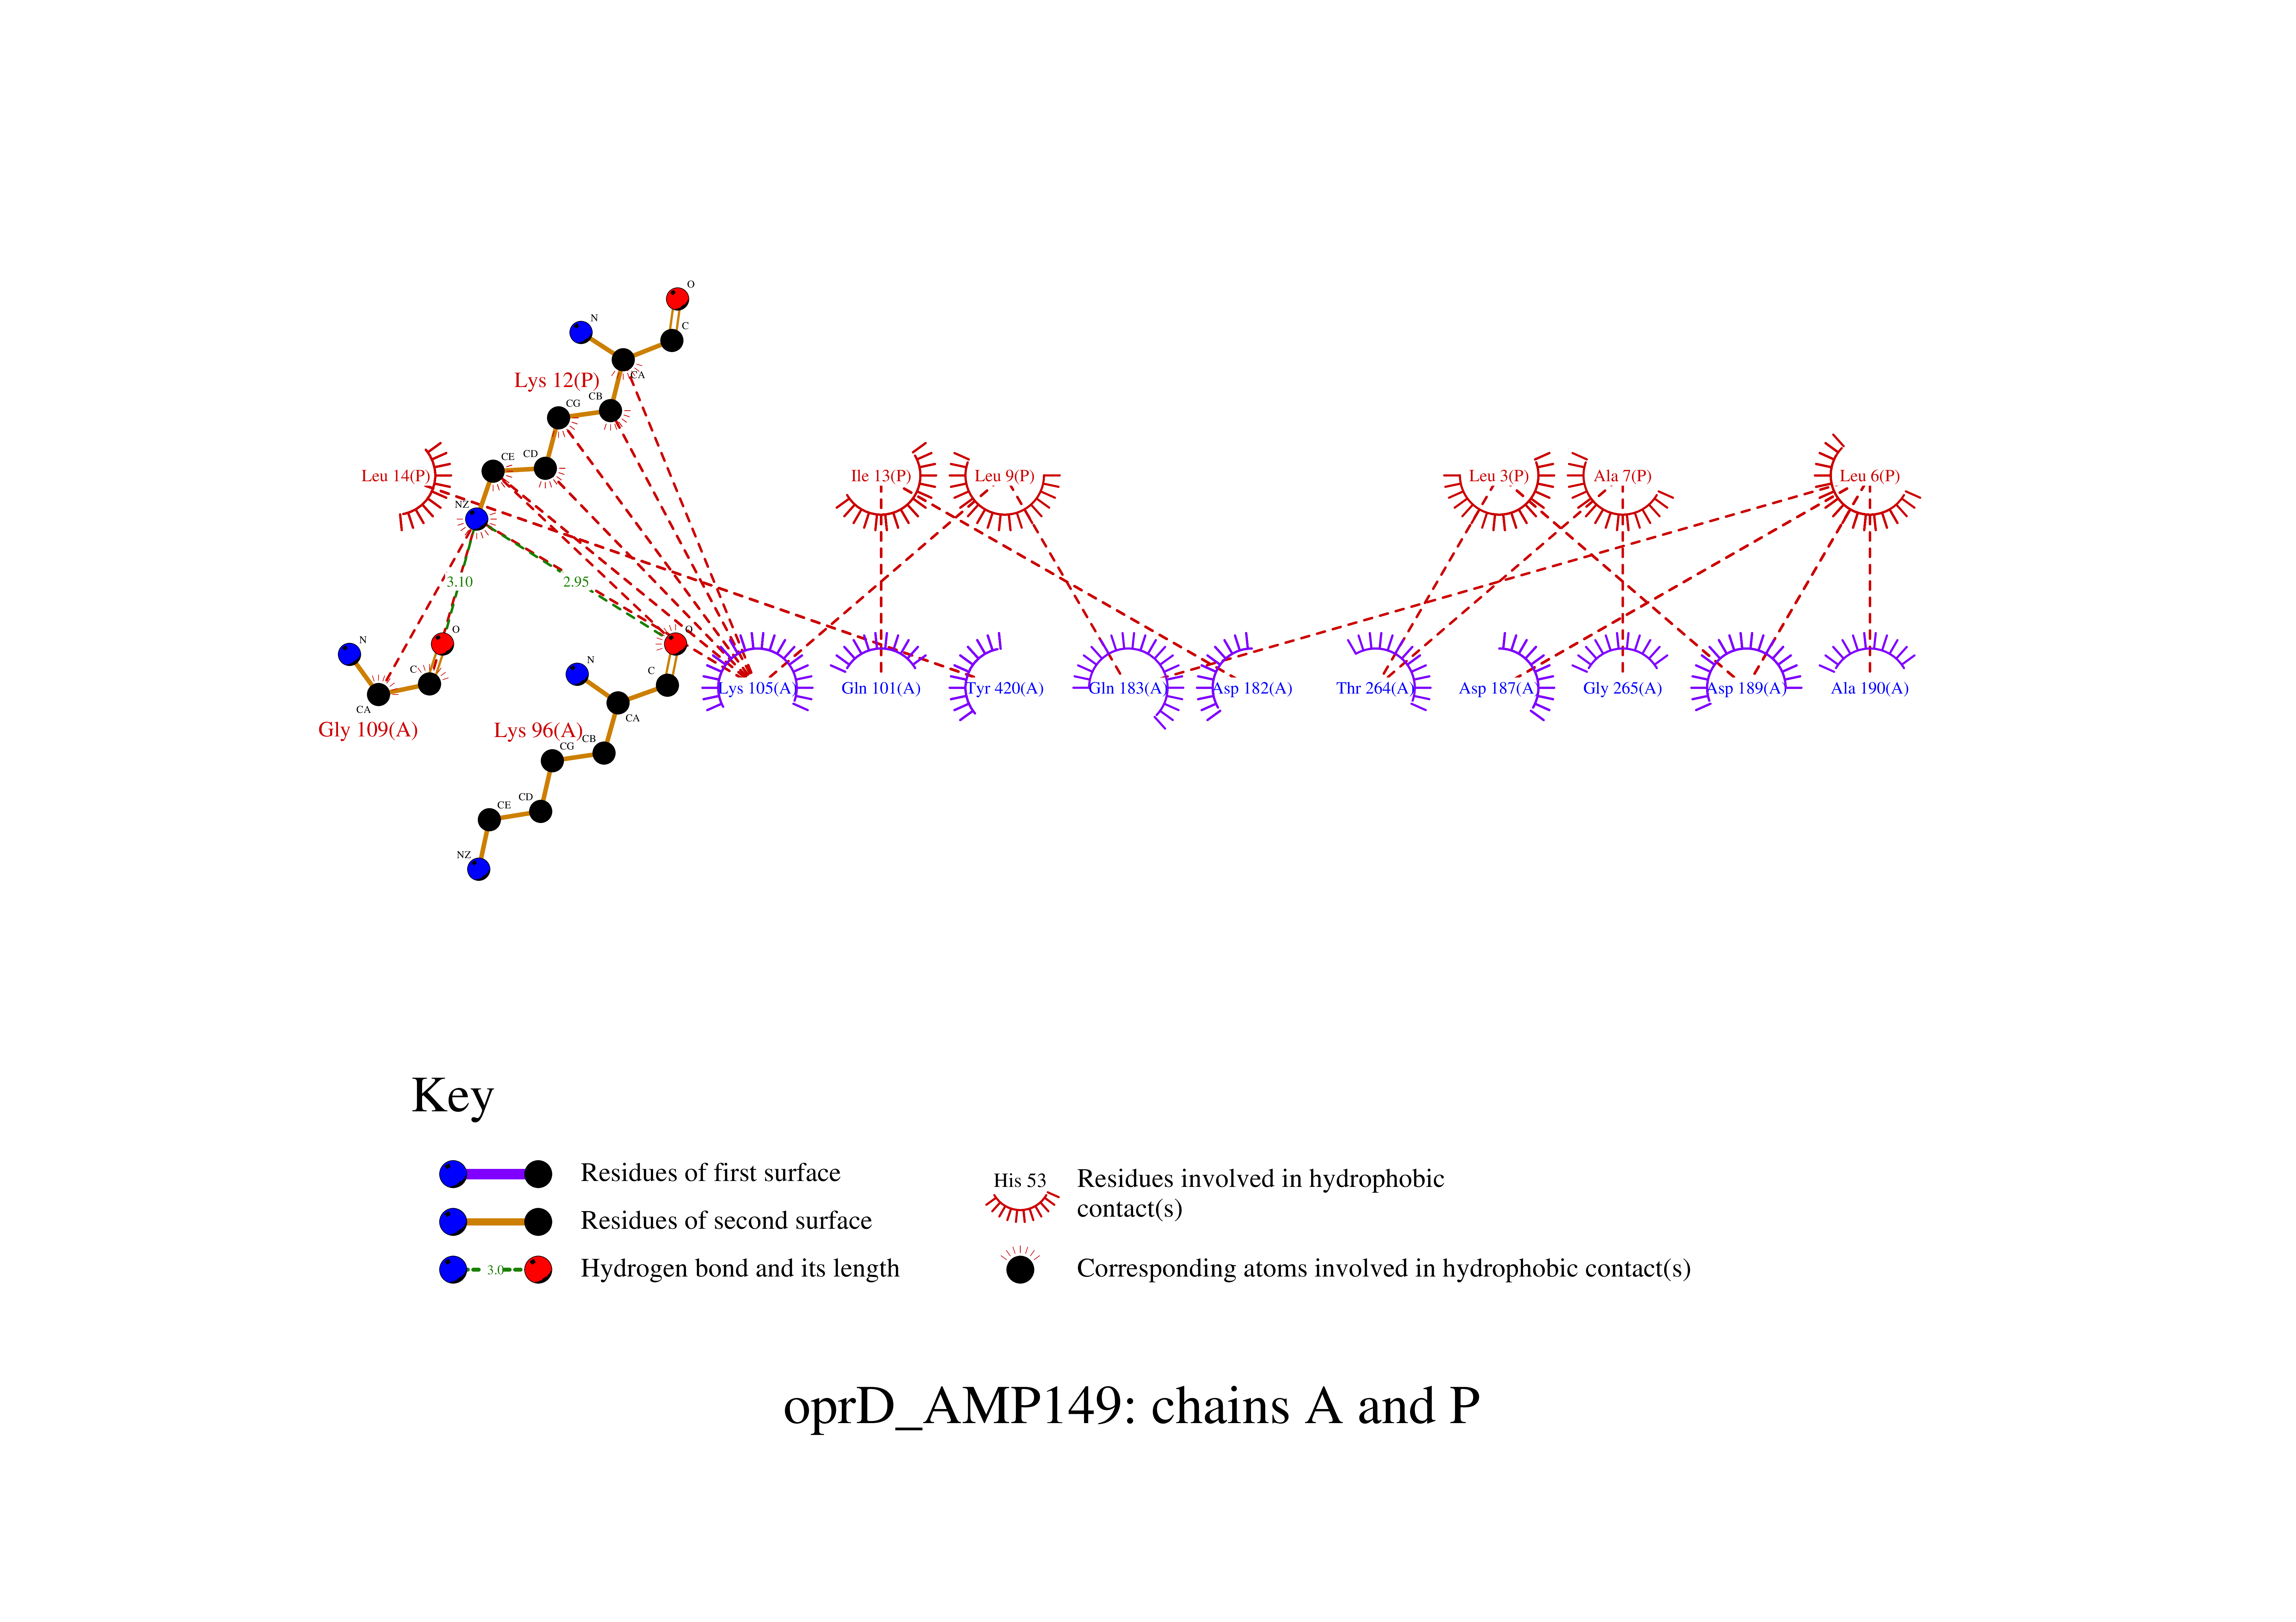 O
N
C
CA
Lys 12(P)
CB
CG
CD
CE
NZ
Leu 14(P)
Ile 13(P)
Leu 9(P)
Leu 3(P)
Ala 7(P)
Leu 6(P)
3.10
2.95
N
O
C
CA
Gly 109(A)
O
N
C
CA
Lys 96(A)
CB
CG
CD
CE
NZ
Lys 105(A)
Gln 101(A)
Tyr 420(A)
Gln 183(A)
Asp 182(A)
Thr 264(A)
Asp 187(A)
Gly 265(A)
Asp 189(A)
Ala 190(A)
Key
Residues of first surface
Residues of second surface
3.0
Hydrogen bond and its length
His 53
Residues involved in hydrophobic
contact(s)
Corresponding atoms involved in hydrophobic contact(s)
oprD_AMP149: chains A and P